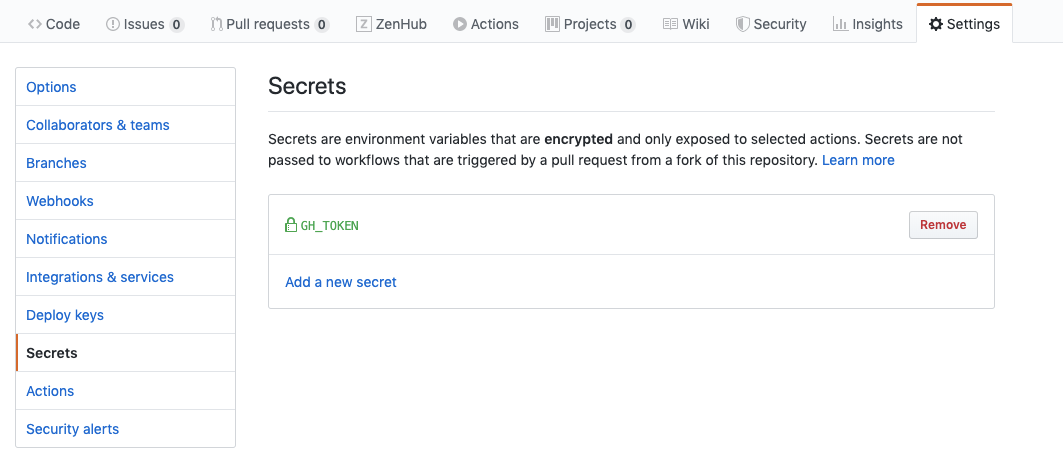 Code Issues 0 Pull requests 0 ZenHub Actions Projects 0 Wiki Security Insights Settings
Options
Collaborators & teams
Branches
Webhooks
Notifications
Integrations & services
Deploy keys
Secrets
Actions
Security alerts
Secrets
Secrets are environment variables that are encrypted and only exposed to selected actions. Secrets are not
passed to workflows that are triggered by a pull request from a fork of this repository. Learn more
GH_TOKEN Remove
Add a new secret